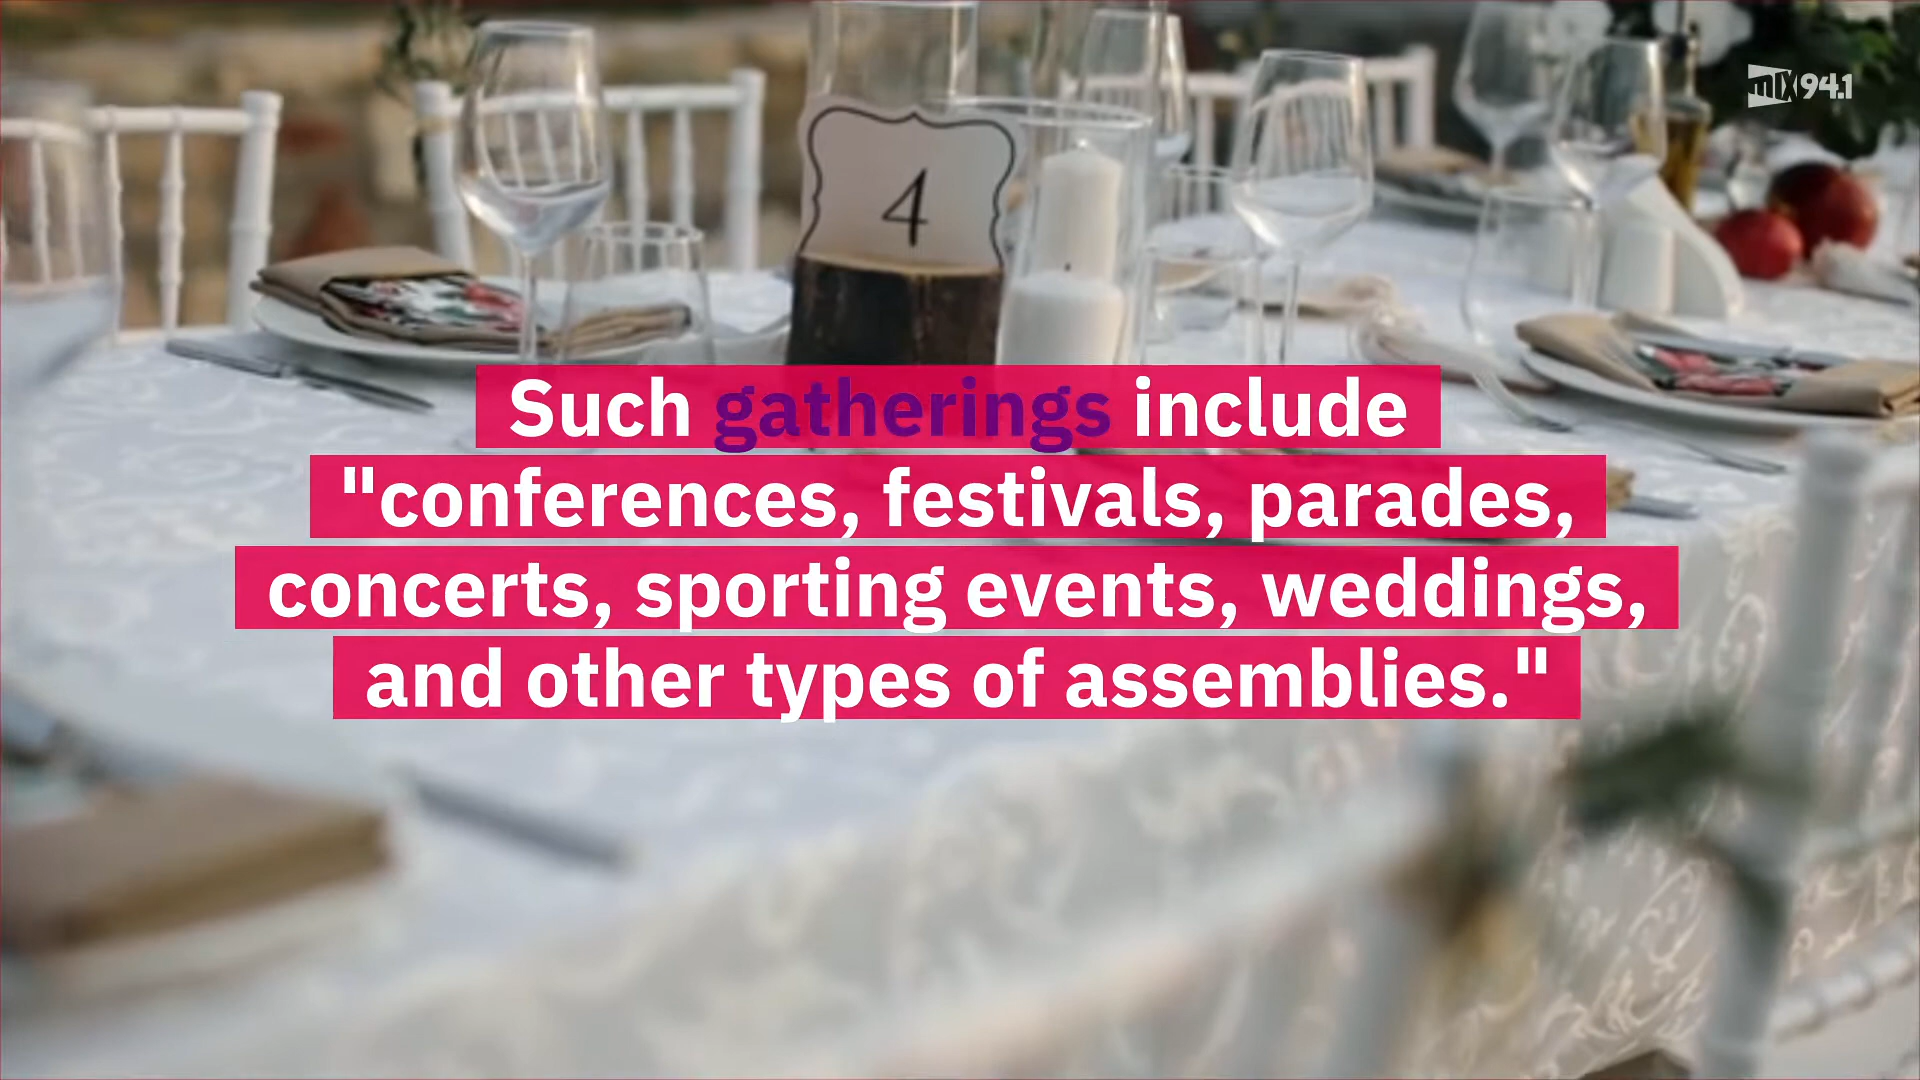 mix 94.1
4
Such gatherings include
"conferences, festivals, parades,
concerts, sporting events, weddings,
and other types of assemblies."